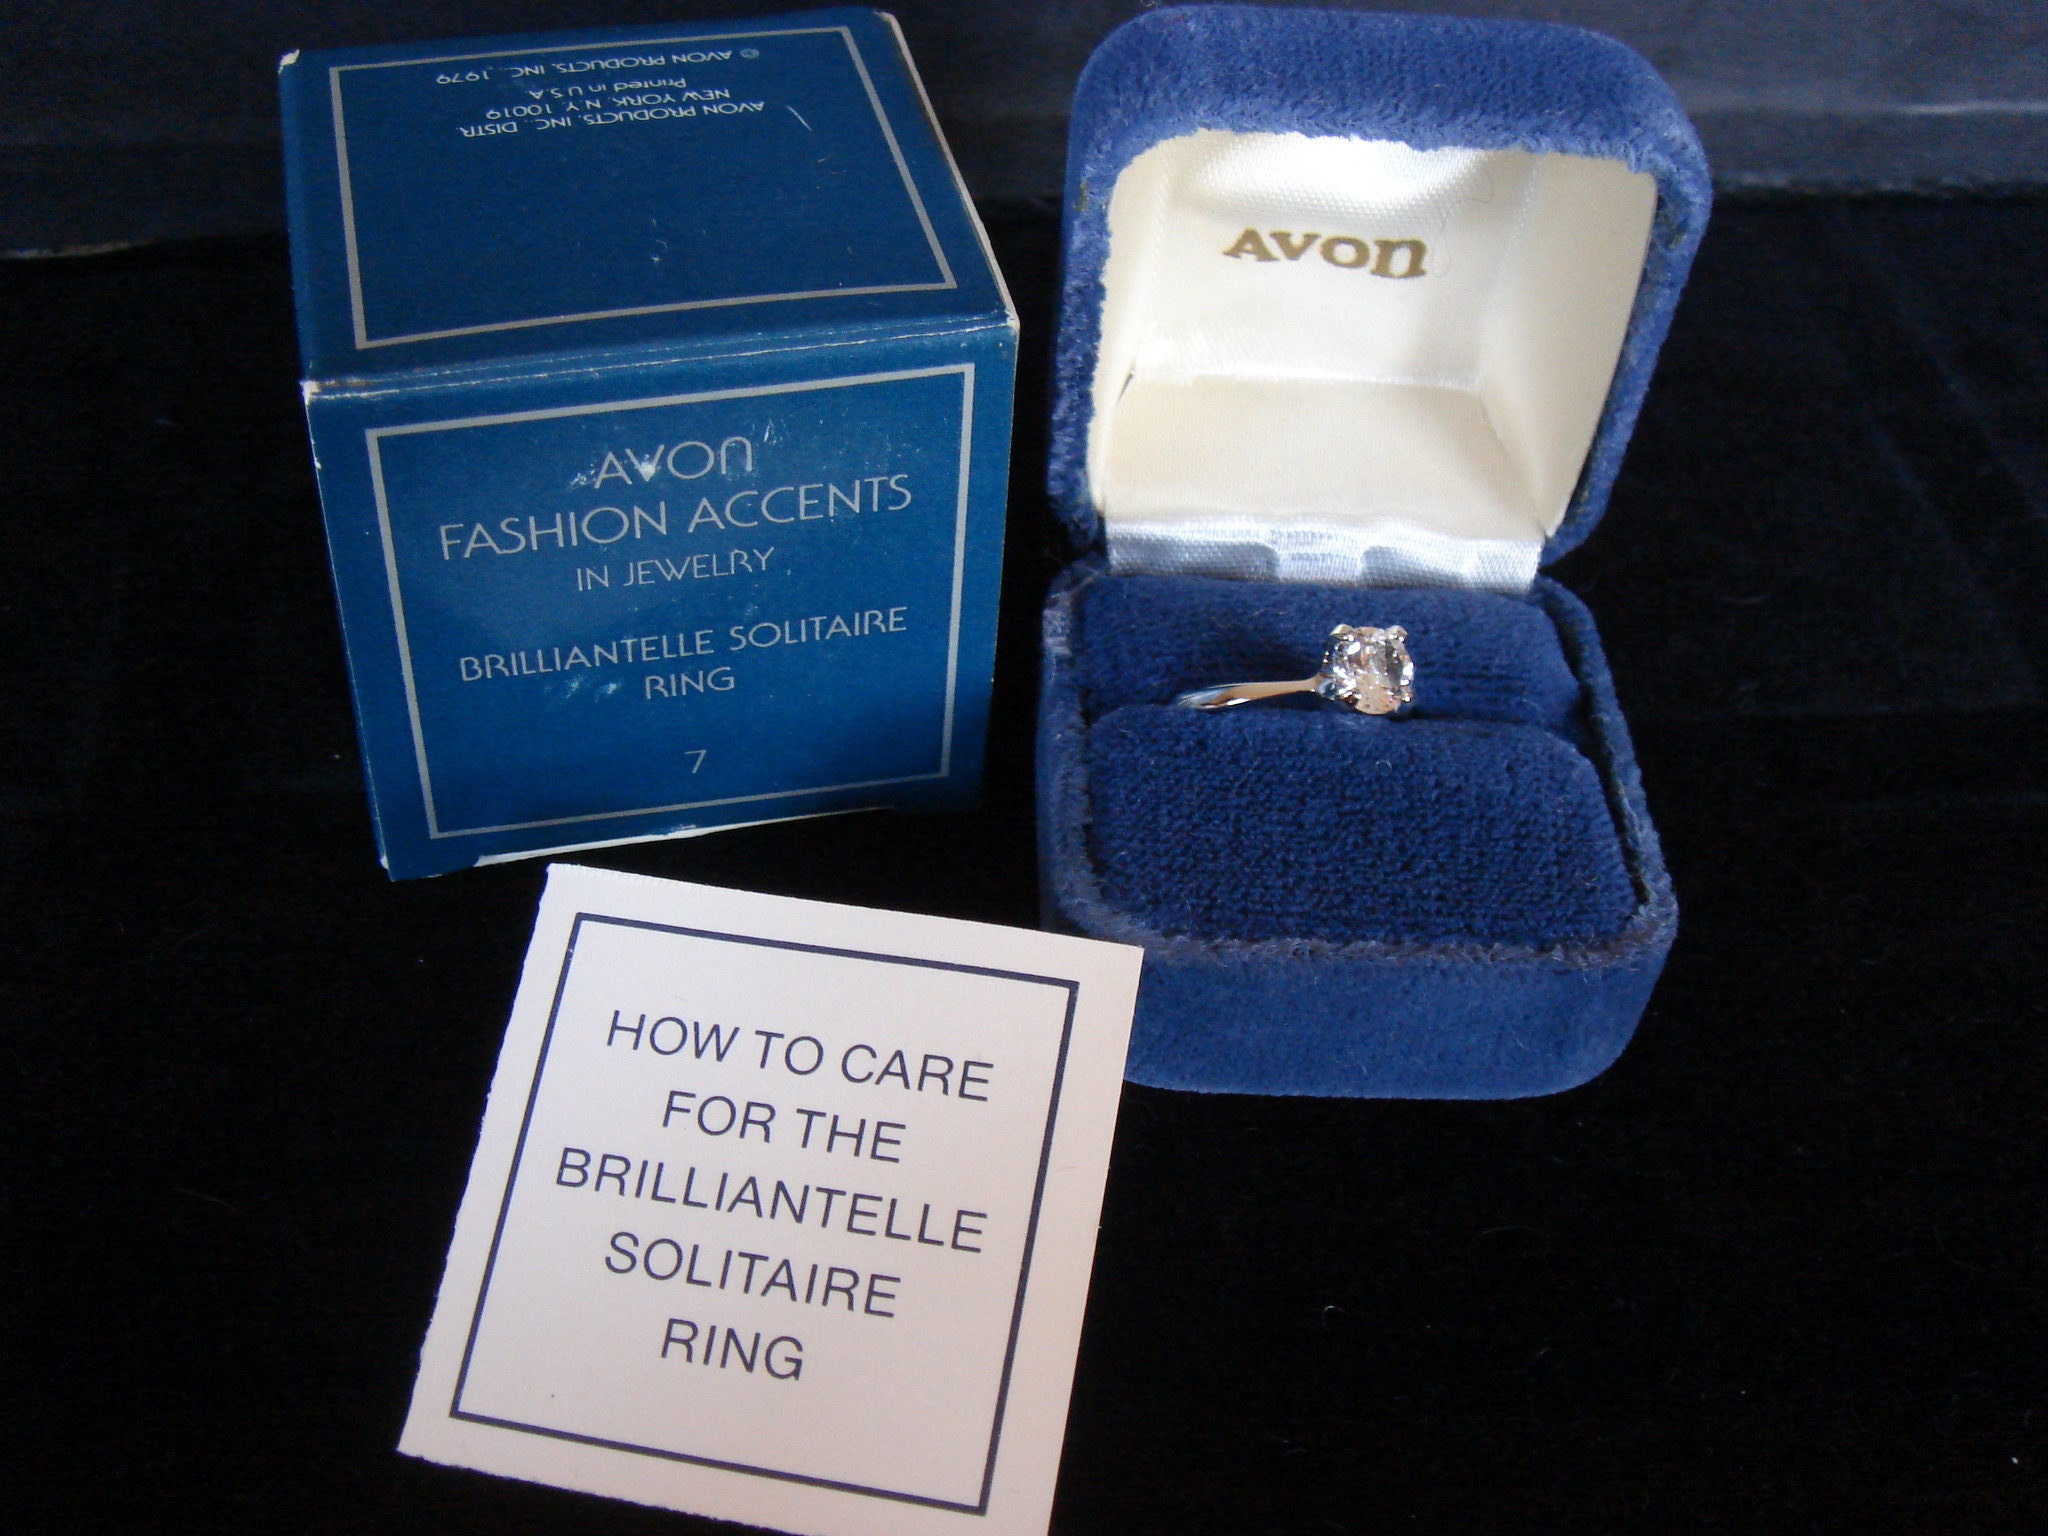 © AVON PRODUCTS, INC. 1979
Printed in U.S.A.
NEW YORK, N.Y. 10019
AVON PRODUCTS, INC., DISTR.
AVON
FASHION ACCENTS
IN JEWELRY
BRILLIANTELLE SOLITAIRE
RING
7
AVON
HOW TO CARE
FOR THE
BRILLIANTELLE
SOLITAIRE
RING